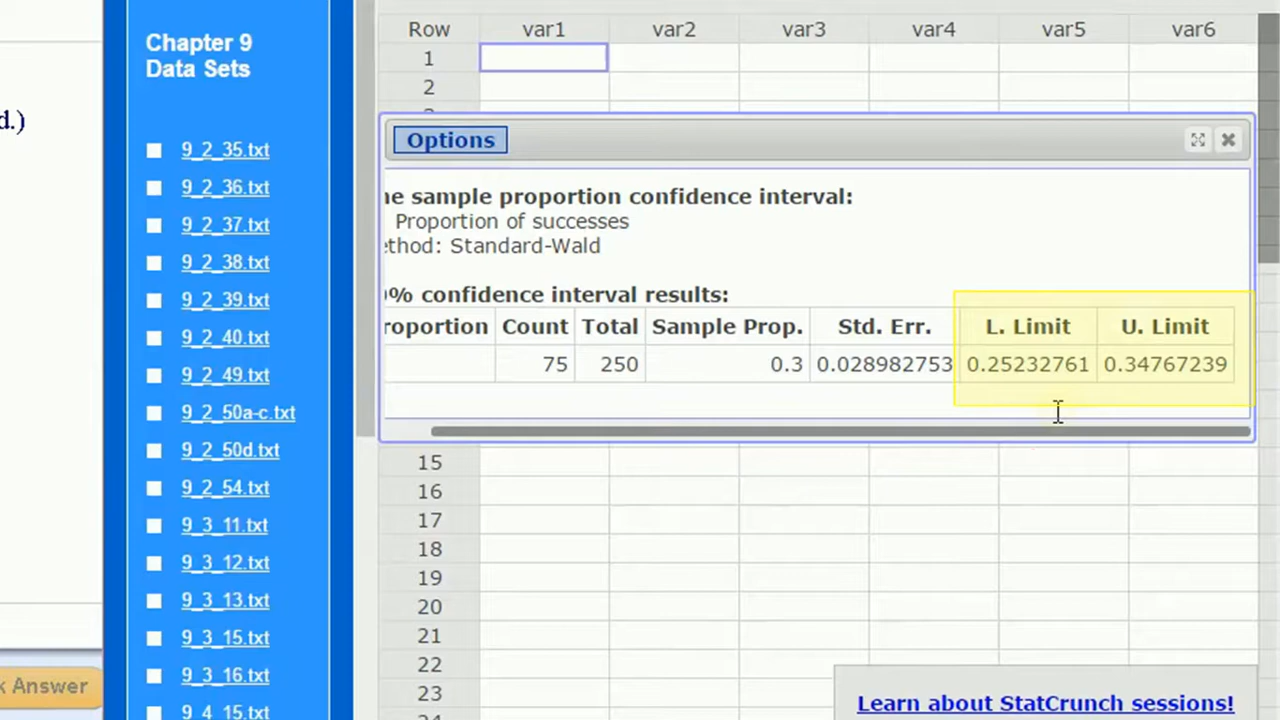 Chapter 9
Data Sets
9_2_35.txt
9_2_36.txt
9_2_37.txt
9_2_38.txt
9_2_39.txt
9_2_40.txt
9_2_49.txt
9_2_50a-c.txt
9_2_50d.txt
9_2_54.txt
9_3_11.txt
9_3_12.txt
9_3_13.txt
9_3_15.txt
9_3_16.txt
9_4_15.txt
d.)
k Answer
Row var1 var2 var3 var4 var5 var6
1
2
Options
ne sample proportion confidence interval:
Proportion of successes
ethod: Standard-Wald
0% confidence interval results:
roportion Count Total Sample Prop. Std. Err. L. Limit U. Limit
75 250 0.3 0.028982753 0.25232761 0.34767239
15
16
17
18
19
20
21
22
23
Learn about StatCrunch sessions!